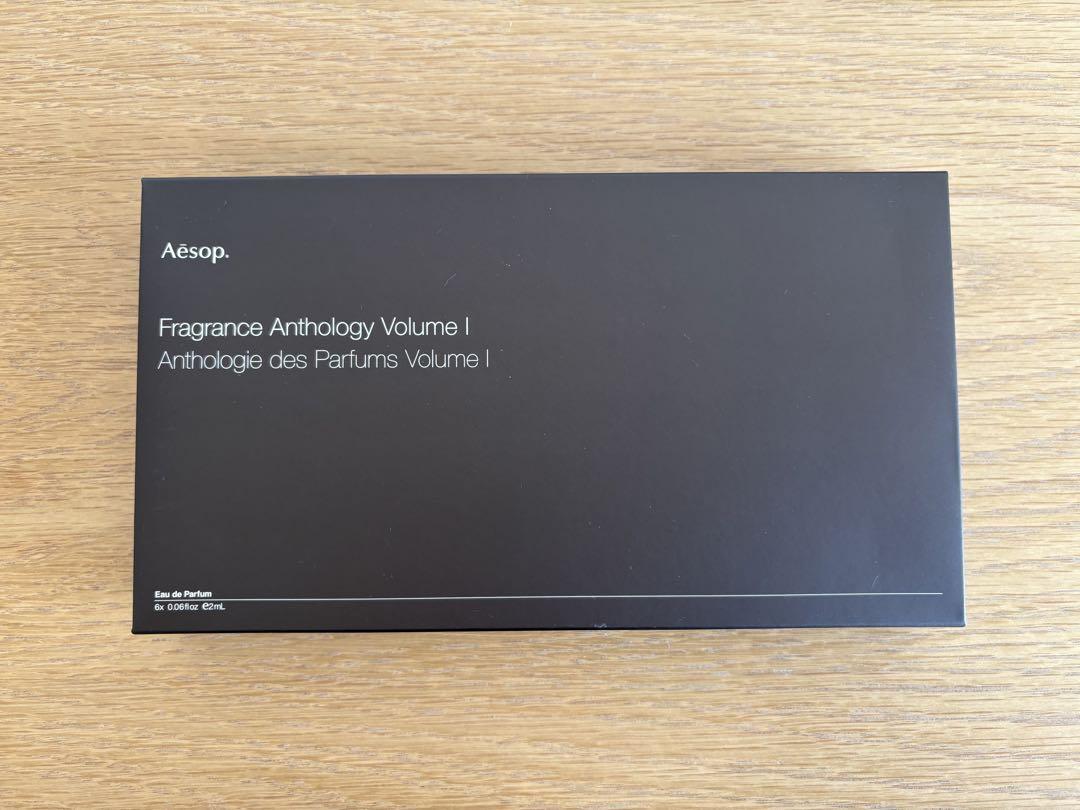 Aēsop.
Fragrance Anthology Volume I
Anthologie des Parfums Volume I
Eau de Parfum
6x 0.06fl oz ℮2mL